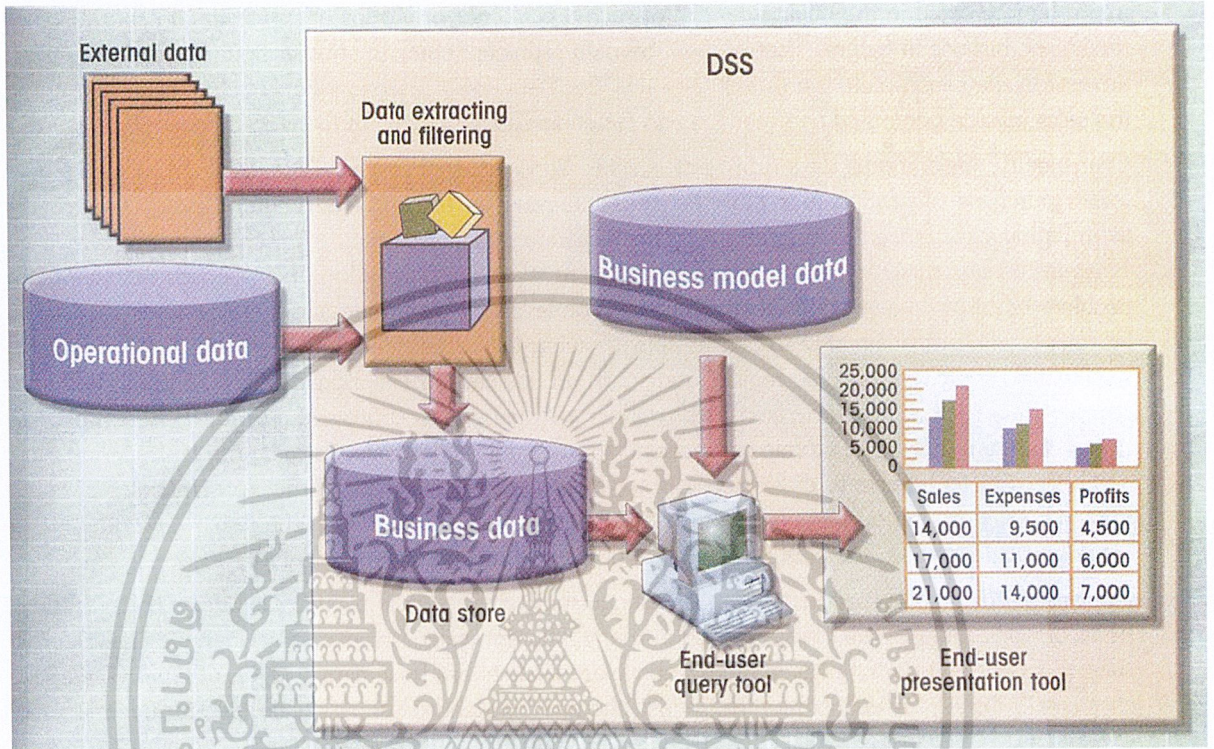 External data
DSS
Data extracting
and filtering
Business model data
Operational data
25,000
20,000
15,000
10,000
5,000
0
Sales Expenses Profits
14,000 9,500 4,500
17,000 11,000 6,000
21,000 14,000 7,000
Business data
Data store
End-user
query tool
End-user
presentation tool